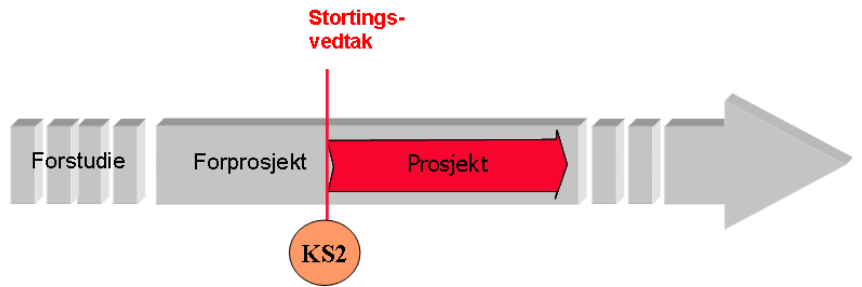 Stortings-
vedtak
Forstudie
Forprosjekt
Prosjekt
KS2